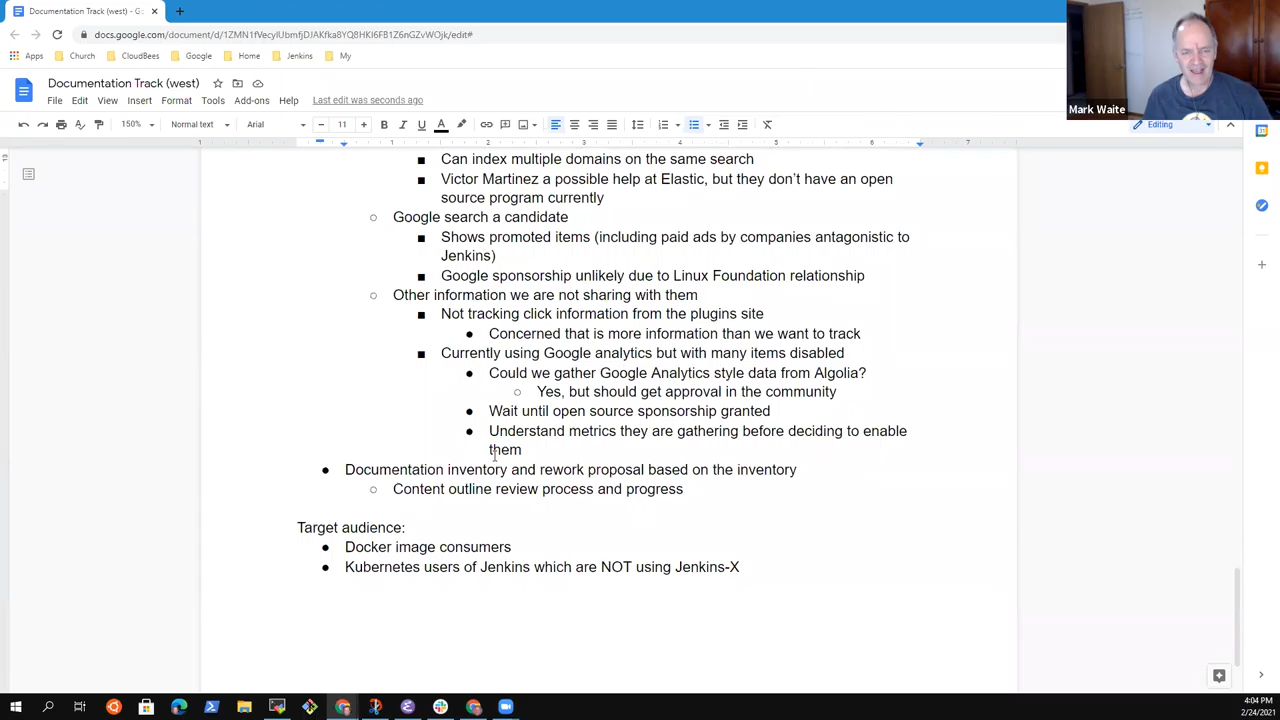 Documentation Track (west) - G
docs.google.com/document/d/1ZMN1fVecylUbmfjDJAKfka8YQ8HKl6FB1Z6nGZvWOjk/edit#
Apps
Church
CloudBees
Google
Home
Jenkins
My
Documentation Track (west)
File Edit View Insert Format Tools Add-ons Help Last edit was seconds ago
150% Normal text Arial 11
Mark Waite
Editing
1 1 2 3 4 5 6 7
Can index multiple domains on the same search
Victor Martinez a possible help at Elastic, but they don't have an open
source program currently
Google search a candidate
Shows promoted items (including paid ads by companies antagonistic to
Jenkins)
Google sponsorship unlikely due to Linux Foundation relationship
Other information we are not sharing with them
Not tracking click information from the plugins site
Concerned that is more information than we want to track
Currently using Google analytics but with many items disabled
Could we gather Google Analytics style data from Algolia?
Yes, but should get approval in the community
Wait until open source sponsorship granted
Understand metrics they are gathering before deciding to enable
them
Documentation inventory and rework proposal based on the inventory
Content outline review process and progress
Target audience:
Docker image consumers
Kubernetes users of Jenkins which are NOT using Jenkins-X
4:04 PM
2/24/2021